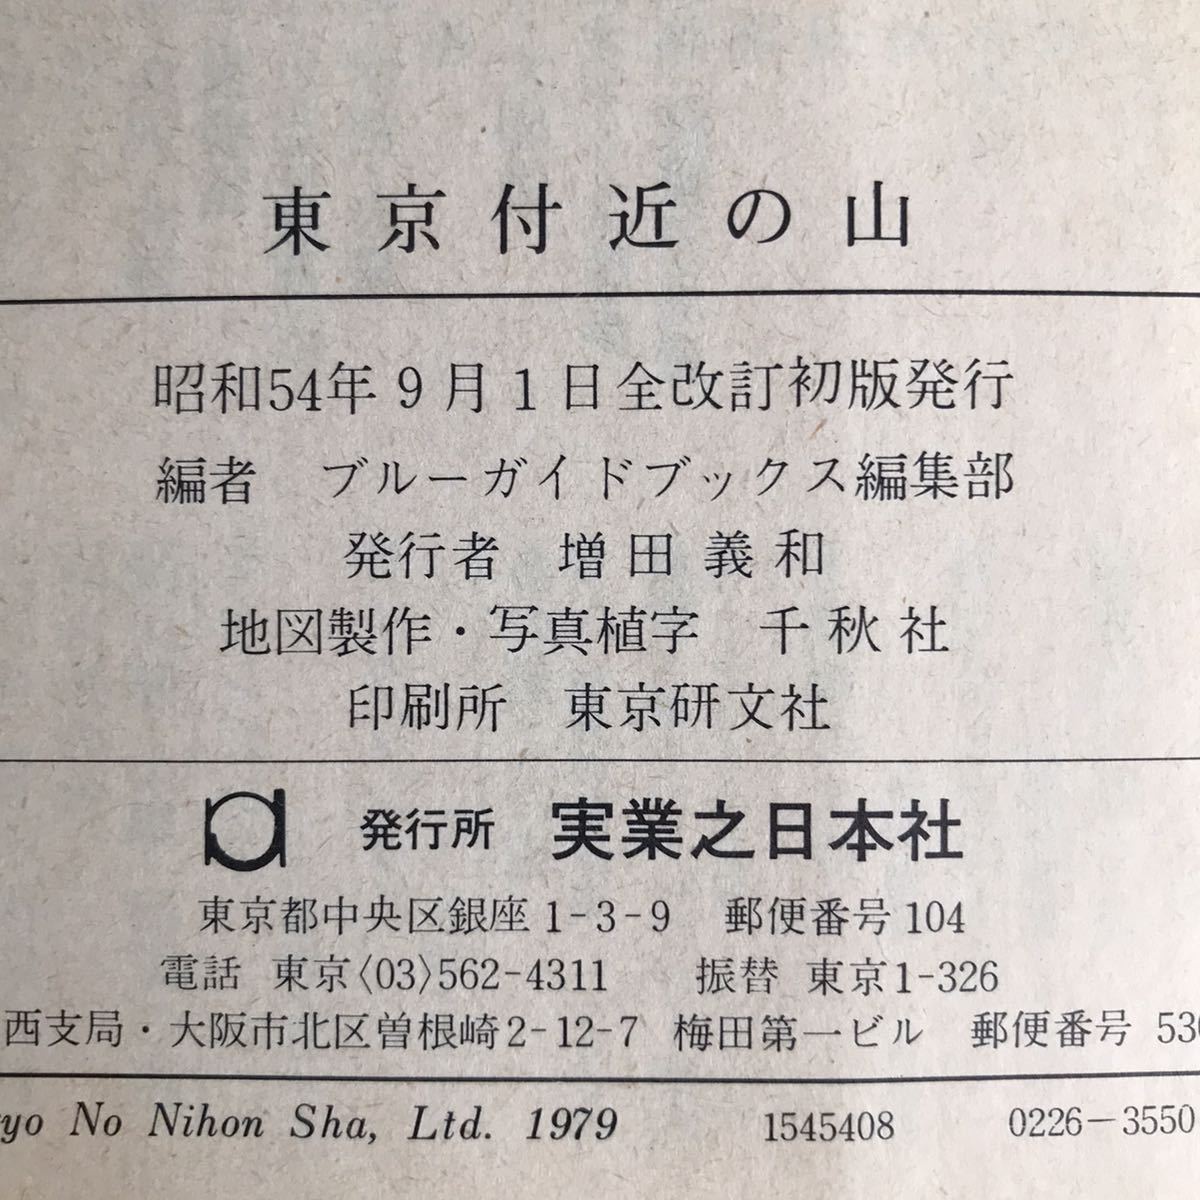 東京付近の山
昭和54年9月1日全改訂初版発行
編者 ブルーガイドブックス編集部
発行者 増田義和
地図製作・写真植字 千秋社
印刷所 東京研文社
発行所 実業之日本社
東京都中央区銀座1-3-9 郵便番号104
電話 東京〈03〉562-4311 振替 東京1-326
西支局・大阪市北区曽根崎2-12-7 梅田第一ビル 郵便番号 530
yo No Nihon Sha, Ltd. 1979 1545408 0226-3550